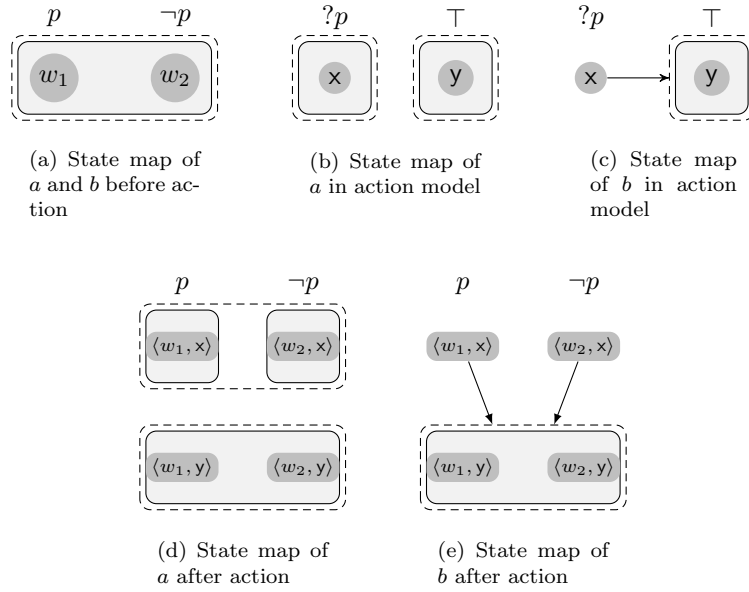 p ¬p ?p ⊤ ?p ⊤
w₁ w₂ x y x y
(a) State map of
a and b before ac-
tion
(b) State map of
a in action model
(c) State map
of b in action
model
p ¬p p ¬p
⟨w₁, x⟩ ⟨w₂, x⟩ ⟨w₁, x⟩ ⟨w₂, x⟩
⟨w₁, y⟩ ⟨w₂, y⟩ ⟨w₁, y⟩ ⟨w₂, y⟩
(d) State map of
a after action
(e) State map of
b after action